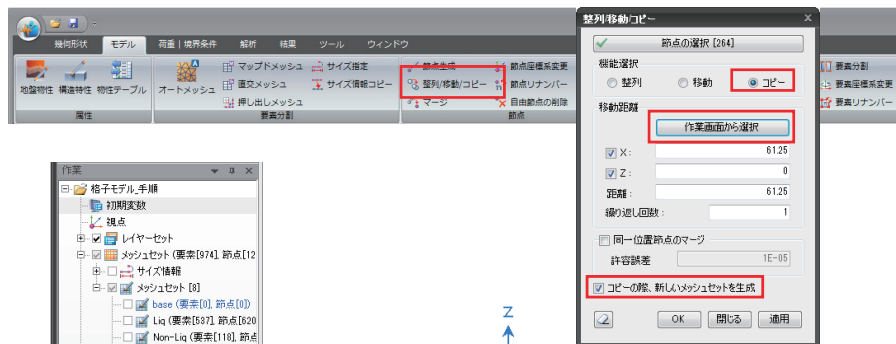 幾何形状 モデル 荷重 | 境界条件 解析 結果 ツール ウィンドウ
地盤物性 構造特性 物性テーブル
属性
オートメッシュ
マップドメッシュ サイズ指定
直交メッシュ サイズ情報コピー
押し出しメッシュ
要素分割
節点生成 節点座標系変更
整列/移動/コピー 節点リナンバー
マージ 自由節点の削除
節点
要素分割
要素座標系変更
要素リナンバー
整列/移動/コピー x
節点の選択 [264]
機能選択
整列 移動 コピー
移動距離
作業画面から選択
X : 61.25
Z : 0
距離 : 61.25
繰り返し回数 : 1
同一位置節点のマージ
許容誤差 1E-05
コピーの際、新しいメッシュセットを生成
OK 閉じる 適用
作業
格子モデル_手順
初期変数
視点
レイヤーセット
メッシュセット (要素[974], 節点[12
サイズ情報
メッシュセット [8]
base (要素[0], 節点[0])
Liq (要素[537], 節点[620
Non-Liq (要素[118], 節点
Z